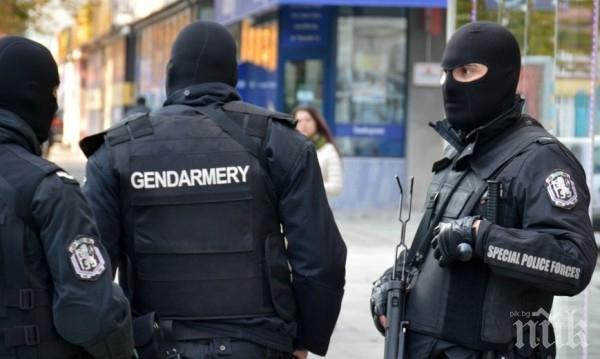 GENDARMERY
SPECIAL POLICE FORCES
pik.bg
пик